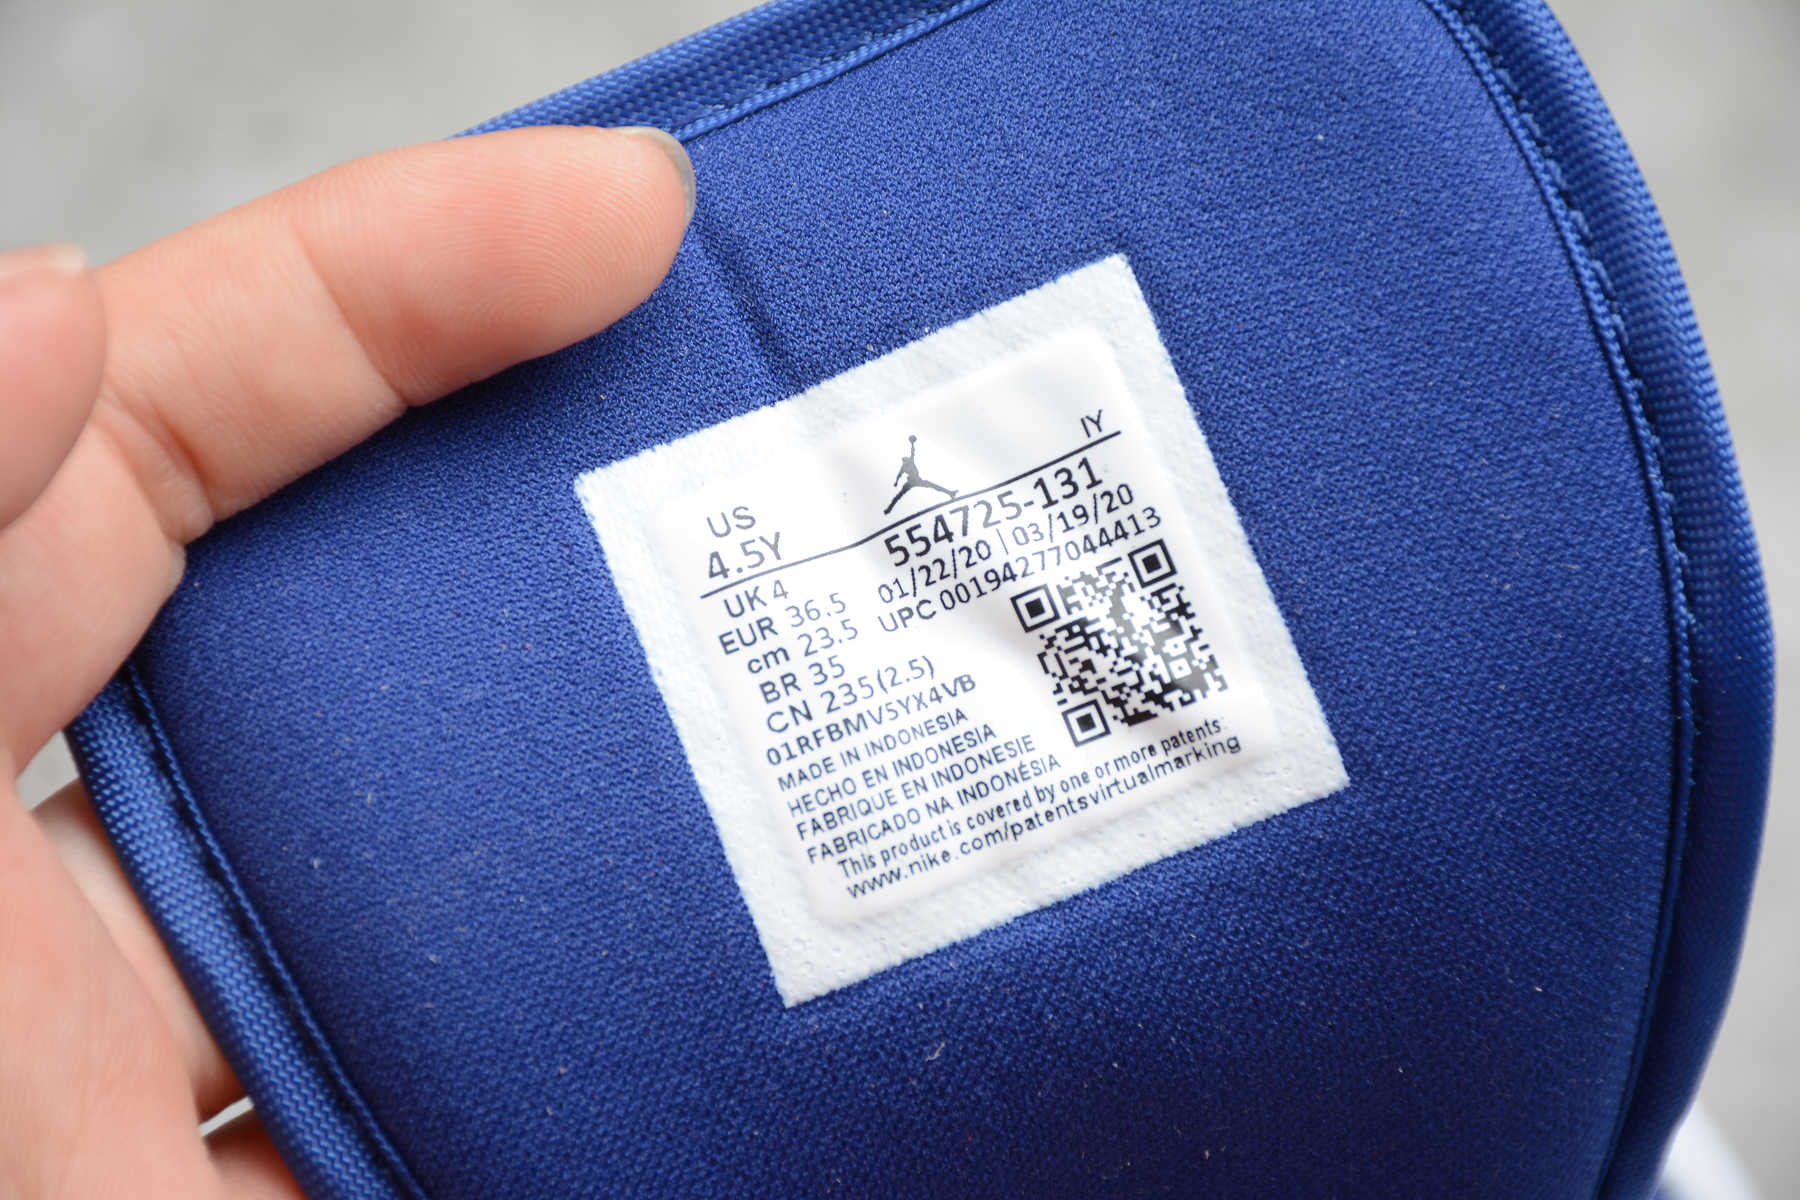 US
4.5Y
IY
UK 4
EUR 36.5
cm 23.5
BR 35
CN 235(2.5)
554725-131
01/22/20 | 03/19/20
UPC 00194277044413
01RFBMV5YX4VB
MADE IN INDONESIA
HECHO EN INDONESIA
FABRIQUE EN INDONESIE
FABRICADO NA INDONÉSIA
This product is covered by one or more patents:
www.nike.com/patentsvirtualmarking